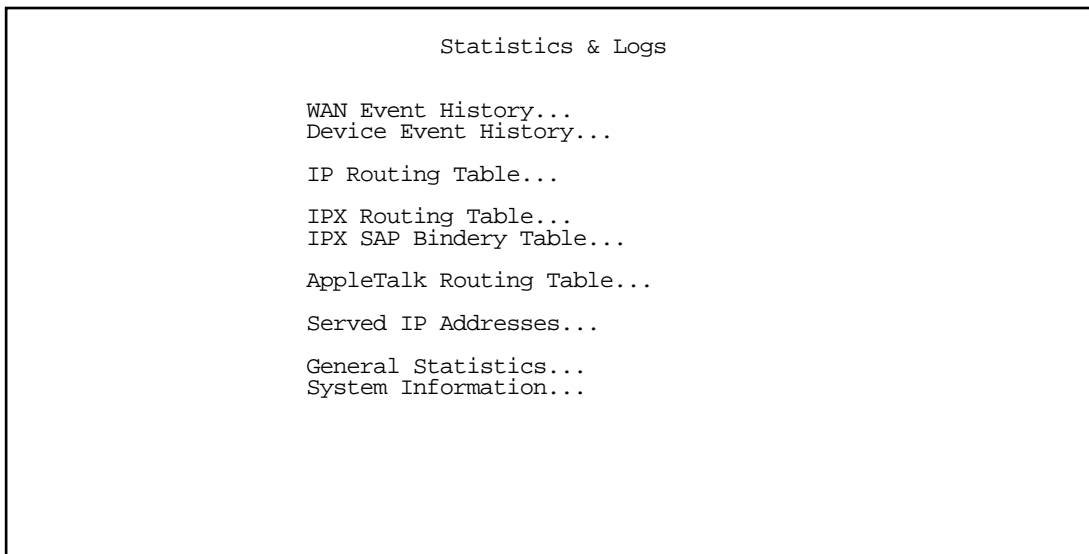 Statistics & Logs
WAN Event History...
Device Event History...
IP Routing Table...
IPX Routing Table...
IPX SAP Bindery Table...
AppleTalk Routing Table...
Served IP Addresses...
General Statistics...
System Information...